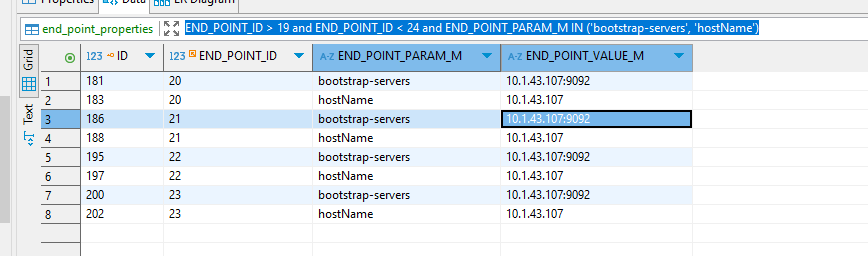 Properties Data ER Diagram
end_point_properties END_POINT_ID > 19 and END_POINT_ID < 24 and END_POINT_PARAM_M IN ('bootstrap-servers', 'hostName')
Grid
Text
123 ID 123 END_POINT_ID A-Z END_POINT_PARAM_M A-Z END_POINT_VALUE_M
1 181 20 bootstrap-servers 10.1.43.107:9092
2 183 20 hostName 10.1.43.107
3 186 21 bootstrap-servers 10.1.43.107:9092
4 188 21 hostName 10.1.43.107
5 195 22 bootstrap-servers 10.1.43.107:9092
6 197 22 hostName 10.1.43.107
7 200 23 bootstrap-servers 10.1.43.107:9092
8 202 23 hostName 10.1.43.107